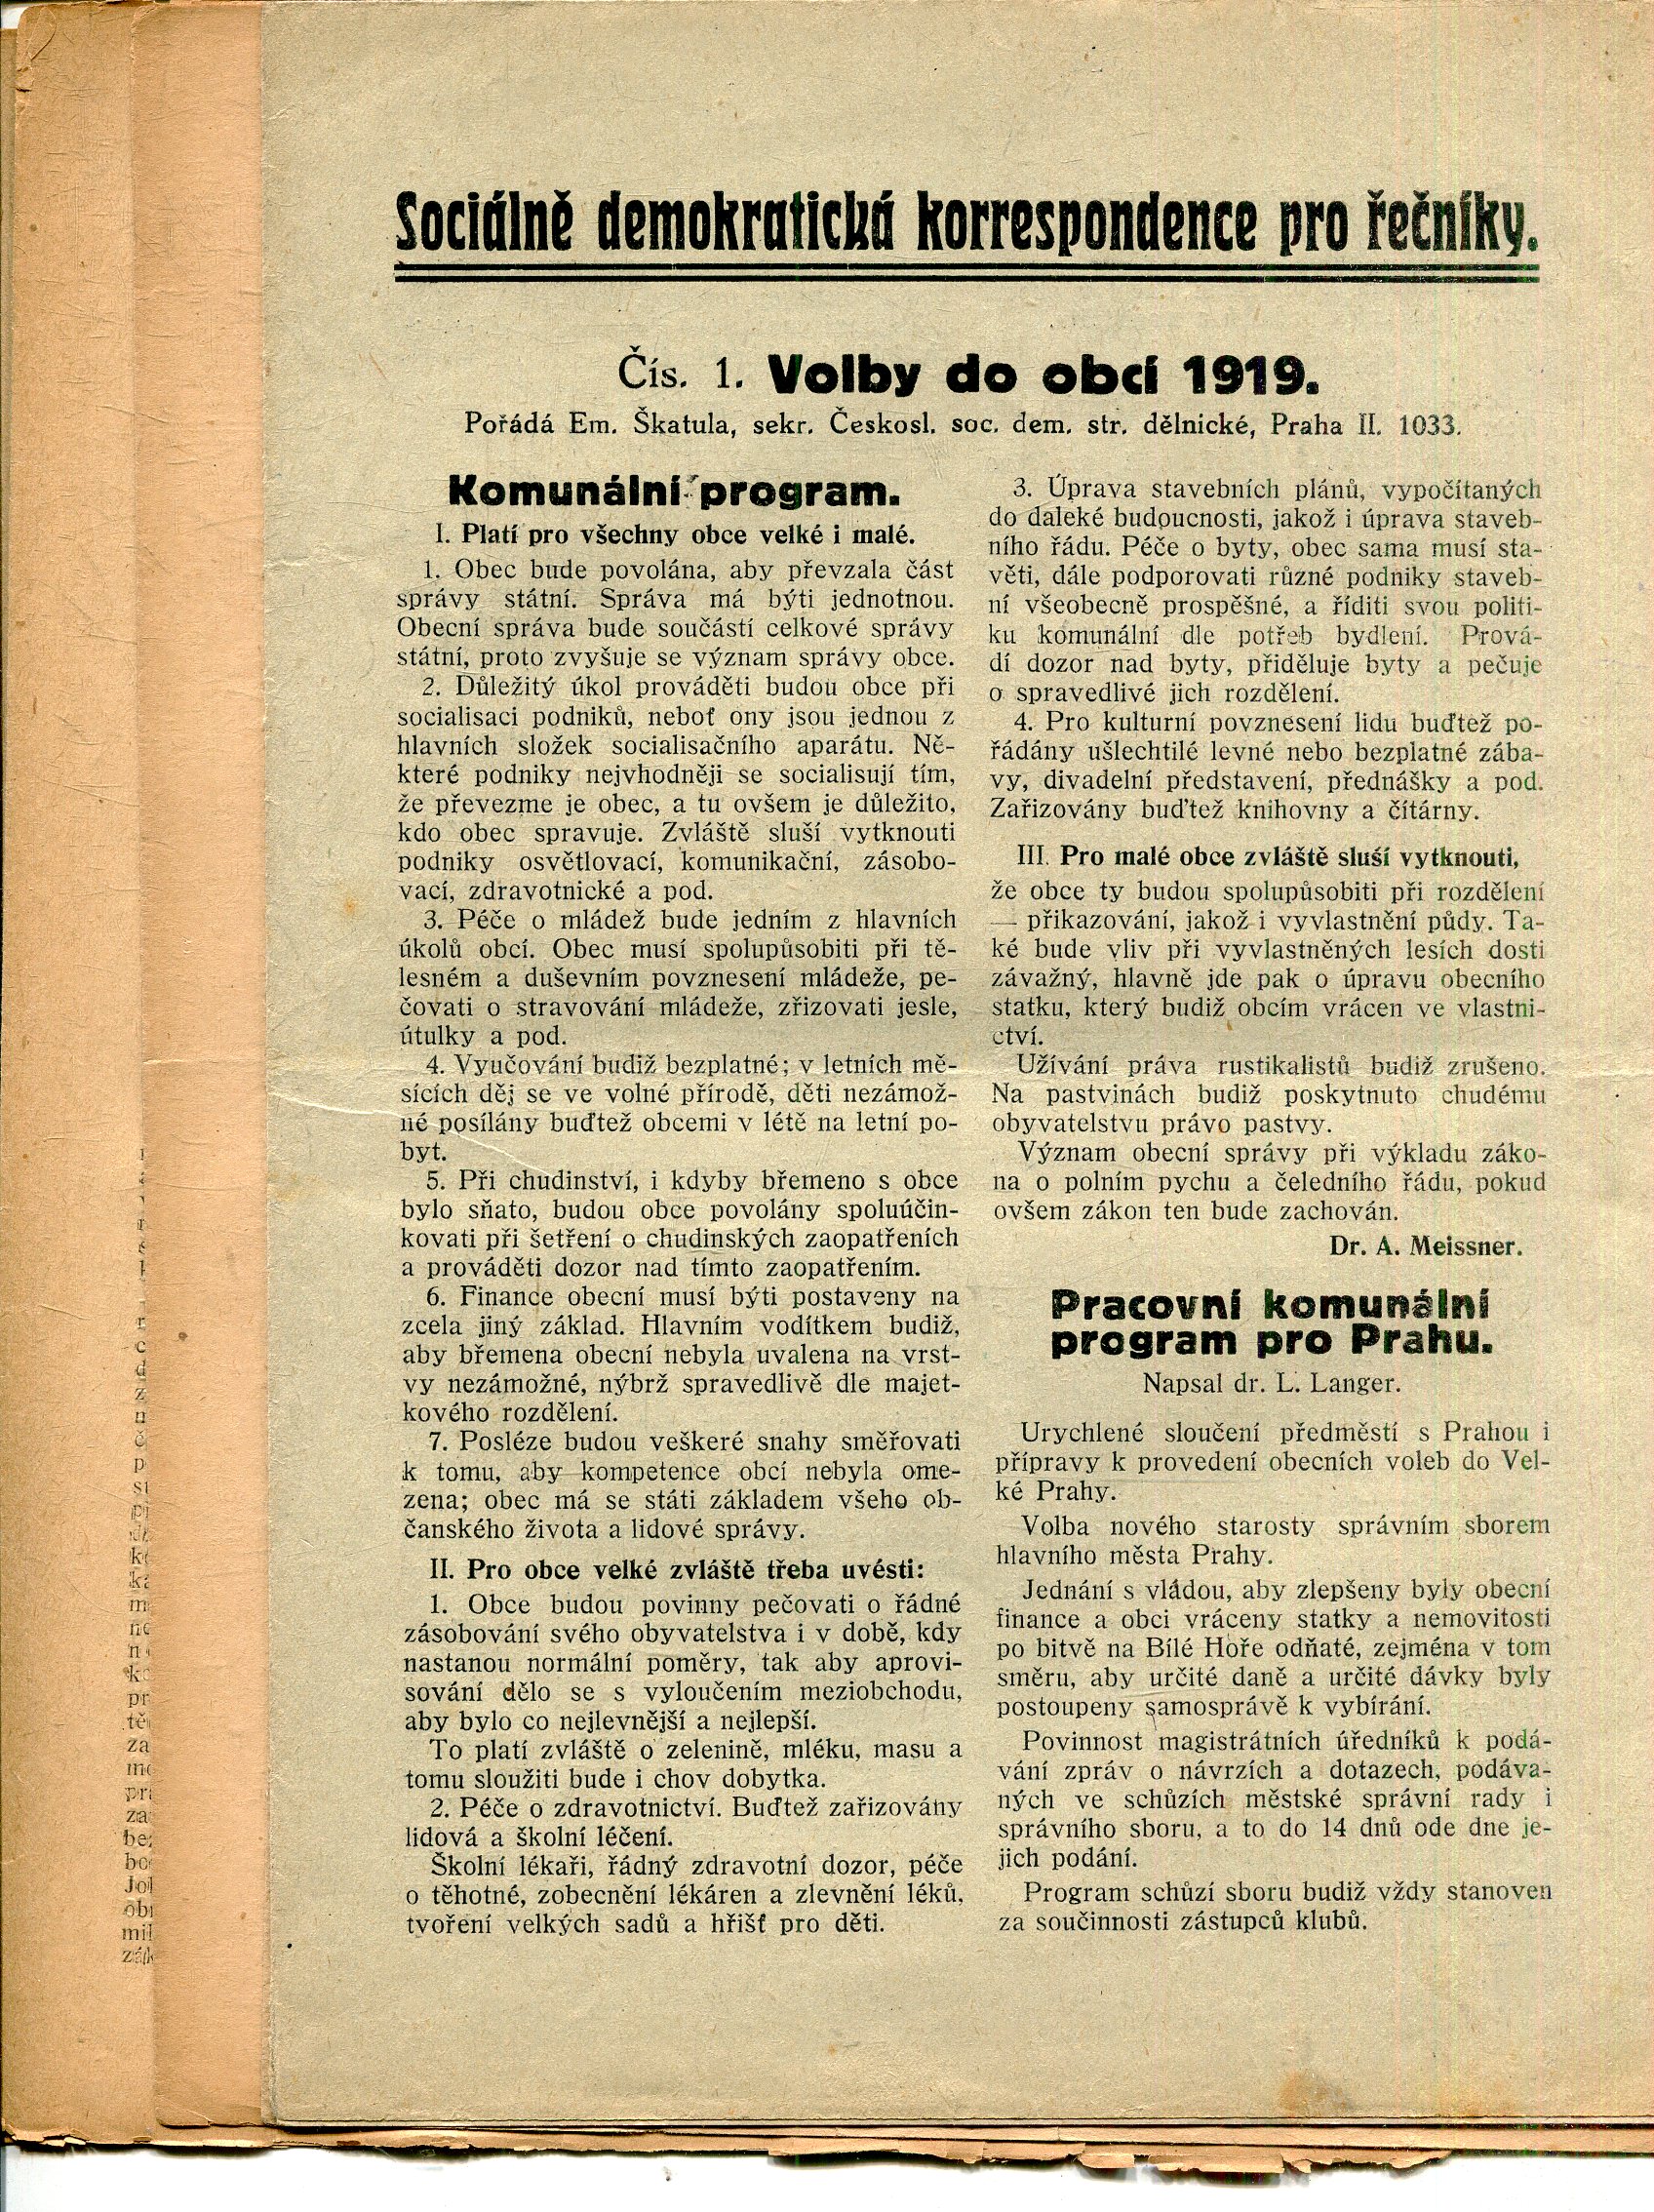 Sociálně demokratická korrespondence pro řečníky.
Čís. 1. Volby do obcí 1919.
Pořádá Em. Škatula, sekr. Českosl. soc. dem. str. dělnické, Praha II. 1033.
Komunální program.
I. Platí pro všechny obce velké i malé.
1. Obec bude povolána, aby převzala část
správy státní. Správa má býti jednotnou.
Obecní správa bude součástí celkové správy
státní, proto zvyšuje se význam správy obce.
2. Důležitý úkol prováděti budou obce při
socialisaci podniků, neboť ony jsou jednou z
hlavních složek socialisačního aparátu. Ně-
které podniky nejvhodněji se socialisují tím,
že převezme je obec, a tu ovšem je důležito,
kdo obec spravuje. Zvláště sluší vytknouti
podniky osvětlovací, komunikační, zásobo-
vací, zdravotnické a pod.
3. Péče o mládež bude jedním z hlavních
úkolů obcí. Obec musí spolupůsobiti při tě-
lesném a duševním povznesení mládeže, pe-
čovati o stravování mládeže, zřizovati jesle,
útulky a pod.
4. Vyučování budiž bezplatné; v letních mě-
sících děj se ve volné přírodě, děti nezámož-
né posílány buďtež obcemi v létě na letní po-
byt.
5. Při chudinství, i kdyby břemeno s obce
bylo sňato, budou obce povolány spoluúčin-
kovati při šetření o chudinských zaopatřeních
a prováděti dozor nad tímto zaopatřením.
6. Finance obecní musí býti postaveny na
zcela jiný základ. Hlavním vodítkem budiž,
aby břemena obecní nebyla uvalena na vrst-
vy nezámožné, nýbrž spravedlivě dle majet-
kového rozdělení.
7. Posléze budou veškeré snahy směřovati
k tomu, aby kompetence obcí nebyla ome-
zena; obec má se státi základem všeho ob-
čanského života a lidové správy.
II. Pro obce velké zvláště třeba uvésti:
1. Obce budou povinny pečovati o řádné
zásobování svého obyvatelstva i v době, kdy
nastanou normální poměry, tak aby aprovi-
sování dělo se s vyloučením meziobchodu,
aby bylo co nejlevnější a nejlepší.
To platí zvláště o zelenině, mléku, masu a
tomu sloužiti bude i chov dobytka.
2. Péče o zdravotnictví. Buďtež zařizovány
lidová a školní léčení.
Školní lékaři, řádný zdravotní dozor, péče
o těhotné, zobecnění lékáren a zlevnění léků,
tvoření velkých sadů a hřišť pro děti.
3. Úprava stavebních plánů, vypočítaných
do daleké budoucnosti, jakož i úprava staveb-
ního řádu. Péče o byty, obec sama musí sta-
věti, dále podporovati různé podniky staveb-
ní všeobecně prospěšné, a říditi svou politi-
ku komunální dle potřeb bydlení. Prová-
dí dozor nad byty, přiděluje byty a pečuje
o spravedlivé jich rozdělení.
4. Pro kulturní povznesení lidu buďtež po-
řádány ušlechtilé levné nebo bezplatné zába-
vy, divadelní představení, přednášky a pod.
Zařizovány buďtež knihovny a čítárny.
III. Pro malé obce zvláště sluší vytknouti,
že obce ty budou spolupůsobiti při rozdělení
— přikazování, jakož i vyvlastnění půdy. Ta-
ké bude vliv při vyvlastněných lesích dosti
závažný, hlavně jde pak o úpravu obecního
statku, který budiž obcím vrácen ve vlastni-
ctví.
Užívání práva rustikalistů budiž zrušeno.
Na pastvinách budiž poskytnuto chudému
obyvatelstvu právo pastvy.
Význam obecní správy při výkladu záko-
na o polním pychu a čeledního řádu, pokud
ovšem zákon ten bude zachován.
Dr. A. Meissner.
Pracovní komunální
program pro Prahu.
Napsal dr. L. Langer.
Urychlené sloučení předměstí s Prahou i
přípravy k provedení obecních voleb do Vel-
ké Prahy.
Volba nového starosty správním sborem
hlavního města Prahy.
Jednání s vládou, aby zlepšeny byly obecní
finance a obci vráceny statky a nemovitosti
po bitvě na Bílé Hoře odňaté, zejména v tom
směru, aby určité daně a určité dávky byly
postoupeny samosprávě k vybírání.
Povinnost magistrátních úředníků k podá-
vání zpráv o návrzích a dotazech, podáva-
ných ve schůzích městské správní rady i
správního sboru, a to do 14 dnů ode dne je-
jich podání.
Program schůzí sboru budiž vždy stanoven
za součinnosti zástupců klubů.